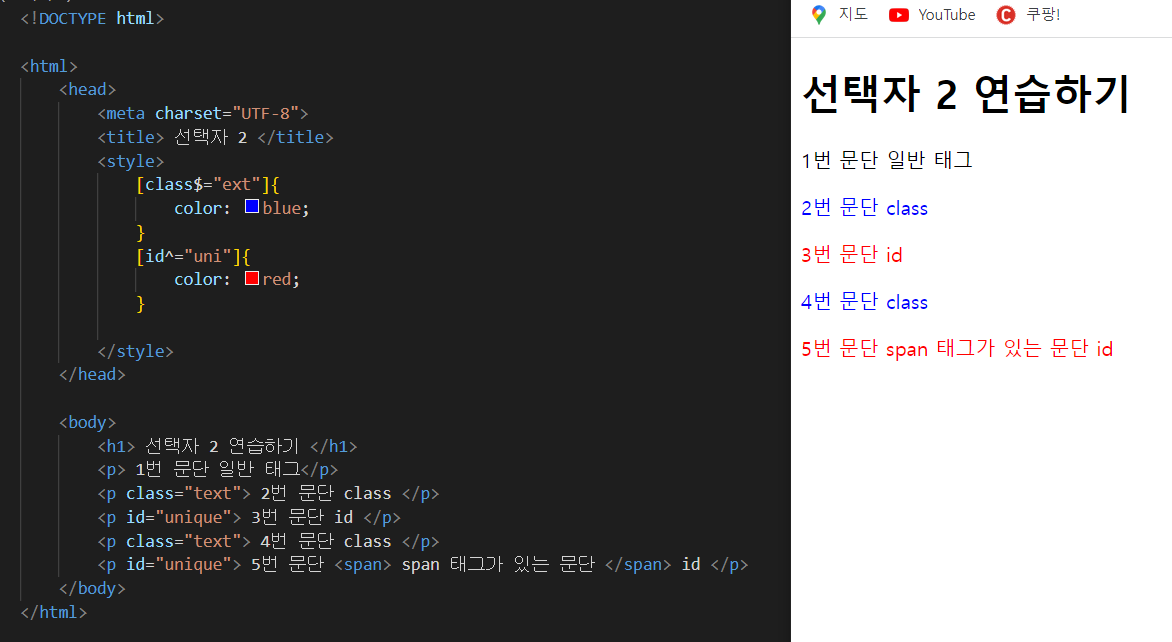 <!DOCTYPE html>
<html>
<head>
<meta charset="UTF-8">
<title> 선택자 2 </title>
<style>
[class$="ext"]{
color: blue;
}
[id^="uni"]{
color: red;
}
</style>
</head>
<body>
<h1> 선택자 2 연습하기 </h1>
<p> 1번 문단 일반 태그</p>
<p class="text"> 2번 문단 class </p>
<p id="unique"> 3번 문단 id </p>
<p class="text"> 4번 문단 class </p>
<p id="unique"> 5번 문단 <span> span 태그가 있는 문단 </span> id </p>
</body>
</html>
지도 YouTube C 쿠팡!
선택자 2 연습하기
1번 문단 일반 태그
2번 문단 class
3번 문단 id
4번 문단 class
5번 문단 span 태그가 있는 문단 id